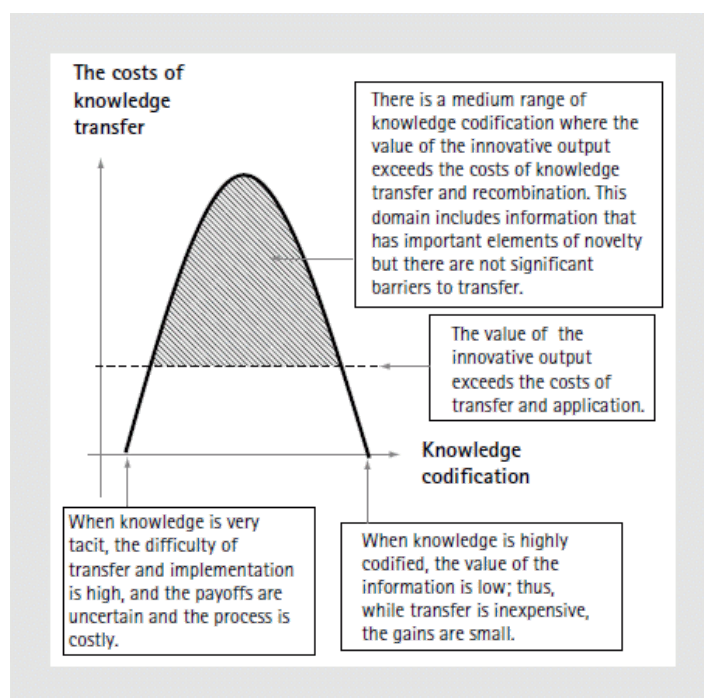 The costs of
knowledge
transfer
There is a medium range of
knowledge codification where the
value of the innovative output
exceeds the costs of knowledge
transfer and recombination. This
domain includes information that
has important elements of novelty
but there are not significant
barriers to transfer.
The value of the
innovative output
exceeds the costs of
transfer and application.
Knowledge
codification
When knowledge is very
tacit, the difficulty of
transfer and implementation
is high, and the payoffs are
uncertain and the process is
costly.
When knowledge is highly
codified, the value of the
information is low; thus,
while transfer is inexpensive,
the gains are small.